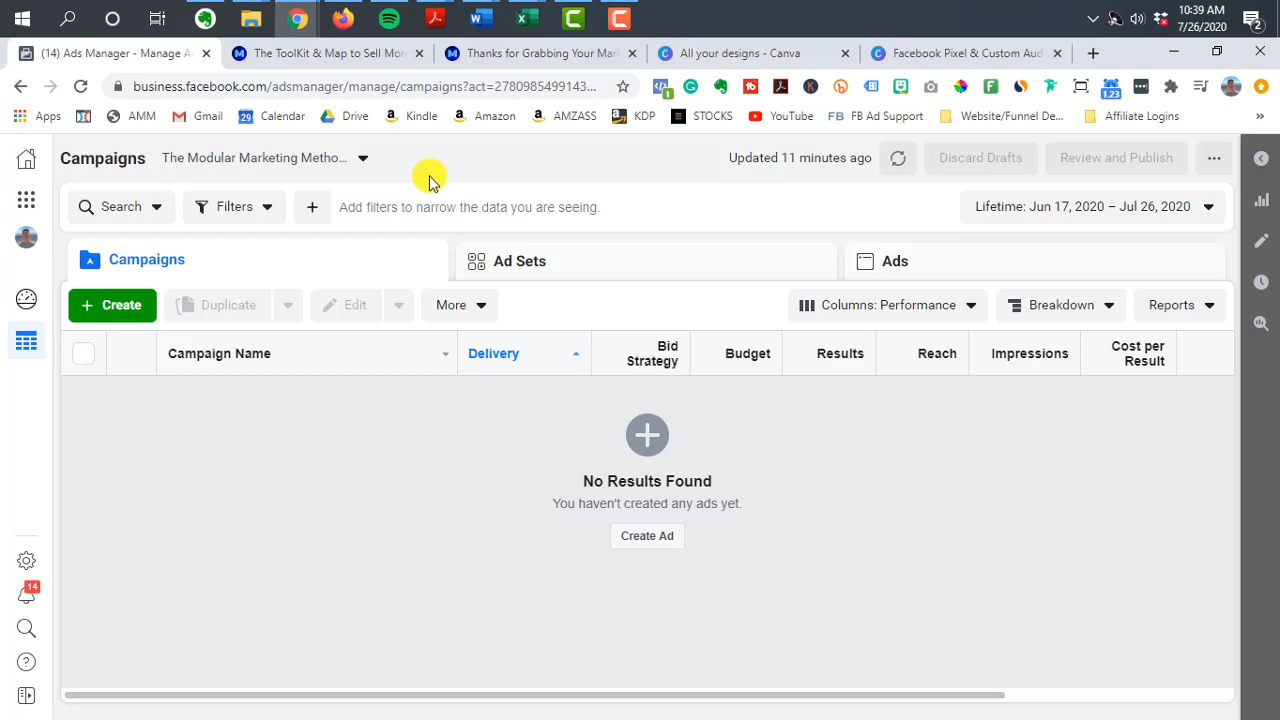 10:39 AM
7/26/2020
(14) Ads Manager - Manage A
The ToolKit & Map to Sell Mor
Thanks for Grabbing Your Mar
All your designs - Canva
Facebook Pixel & Custom Aud
business.facebook.com/adsmanager/manage/campaigns?act=2780985499143...
1
1.23
Apps
AMM
Gmail
29
Calendar
Drive
Kindle
Amazon
AMZASS
KDP
STOCKS
YouTube
FB
FB Ad Support
Website/Funnel De...
Affiliate Logins
Campaigns
The Modular Marketing Metho...
Updated 11 minutes ago
Discard Drafts
Review and Publish
Search
Filters
Add filters to narrow the data you are seeing.
Lifetime: Jun 17, 2020 – Jul 26, 2020
Campaigns
Ad Sets
Ads
+ Create
Duplicate
Edit
More
Columns: Performance
Breakdown
Reports
Campaign Name
Delivery
Bid
Strategy
Budget
Results
Reach
Impressions
Cost per
Result
No Results Found
You haven't created any ads yet.
Create Ad
14